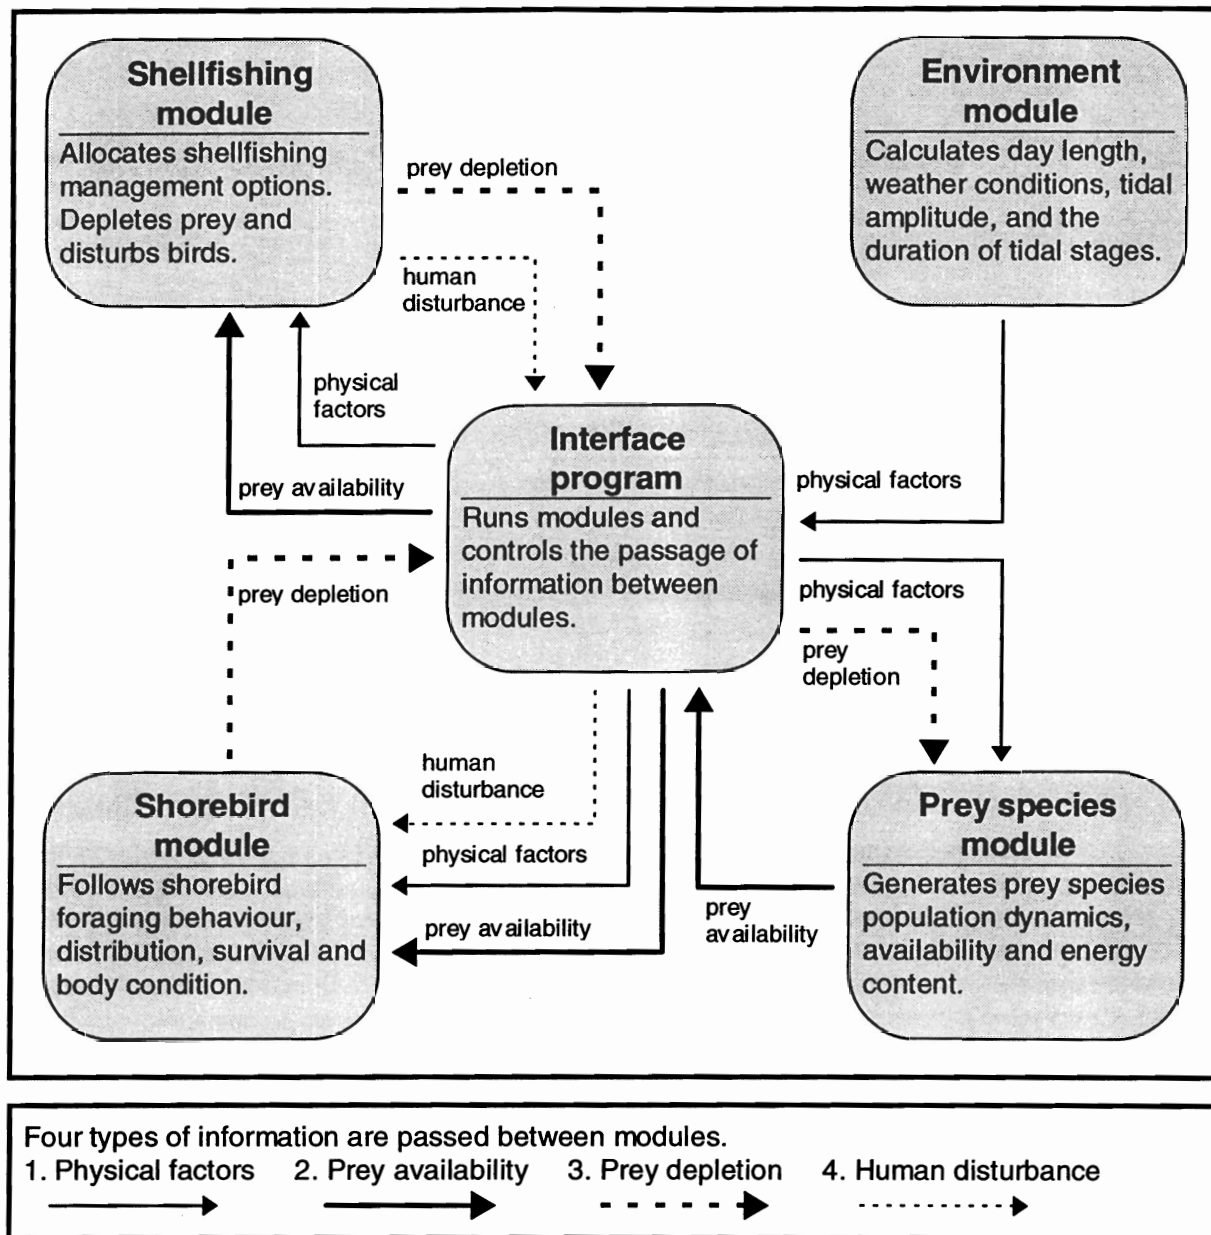 Shellfishing
module
Allocates shellfishing
management options.
Depletes prey and
disturbs birds.
Environment
module
Calculates day length,
weather conditions, tidal
amplitude, and the
duration of tidal stages.
prey depletion
human
disturbance
physical
factors
prey availability
Interface
program
Runs modules and
controls the passage of
information between
modules.
physical factors
physical factors
prey
depletion
prey depletion
human
disturbance
physical factors
prey availability
prey
availability
Shorebird
module
Follows shorebird
foraging behaviour,
distribution, survival and
body condition.
Prey species
module
Generates prey species
population dynamics,
availability and energy
content.
Four types of information are passed between modules.
1. Physical factors 2. Prey availability 3. Prey depletion 4. Human disturbance